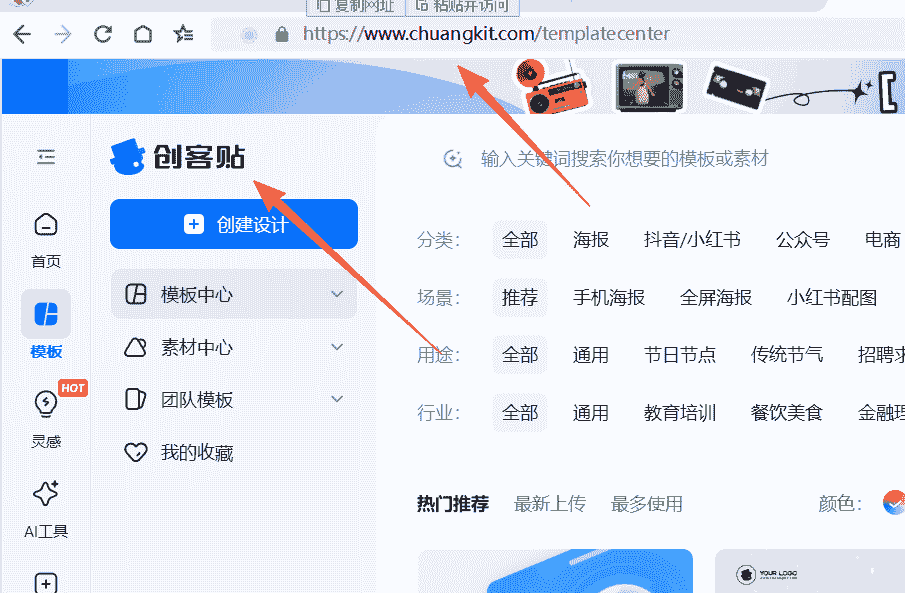 复制网址 粘贴并访问
https://www.chuangkit.com/templatecenter
创客贴
输入关键词搜索你想要的模板或素材
创建设计
首页
模板
HOT
灵感
AI工具
模板中心
素材中心
团队模板
我的收藏
分类： 全部 海报 抖音/小红书 公众号 电商
场景： 推荐 手机海报 全屏海报 小红书配图
用途： 全部 通用 节日节点 传统节气 招聘求
行业： 全部 通用 教育培训 餐饮美食 金融理
热门推荐 最新上传 最多使用 颜色：
YOUR LOGO